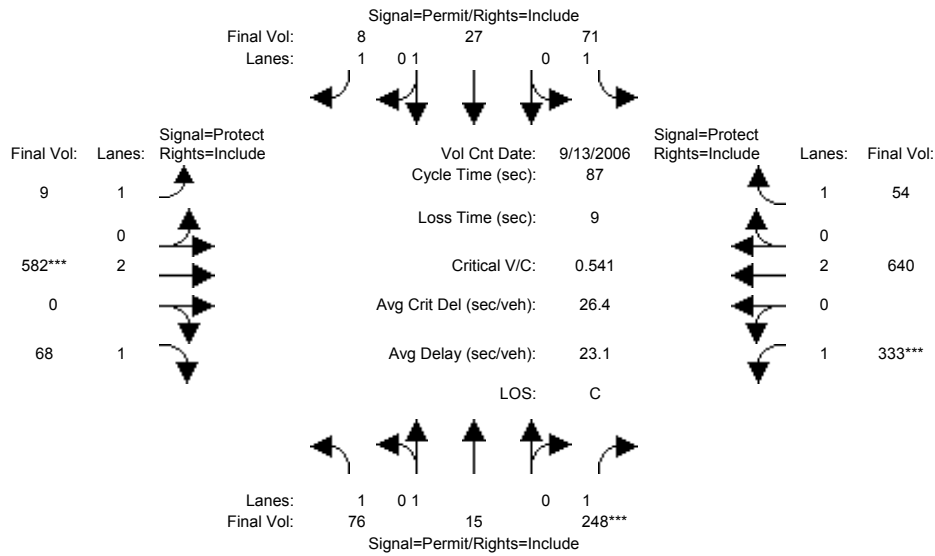 Signal=Permit/Rights=Include
Final Vol: 8 27 71
Lanes: 1 0 1 0 1
Signal=Protect Signal=Protect
Final Vol: Lanes: Rights=Include Vol Cnt Date: 9/13/2006 Rights=Include Lanes: Final Vol:
Cycle Time (sec): 87
9 1 1 54
Loss Time (sec): 9
0 0
582*** 2 Critical V/C: 0.541 2 640
0 Avg Crit Del (sec/veh): 26.4 0
68 1 Avg Delay (sec/veh): 23.1 1 333***
LOS: C
Lanes: 1 0 1 0 1
Final Vol: 76 15 248***
Signal=Permit/Rights=Include